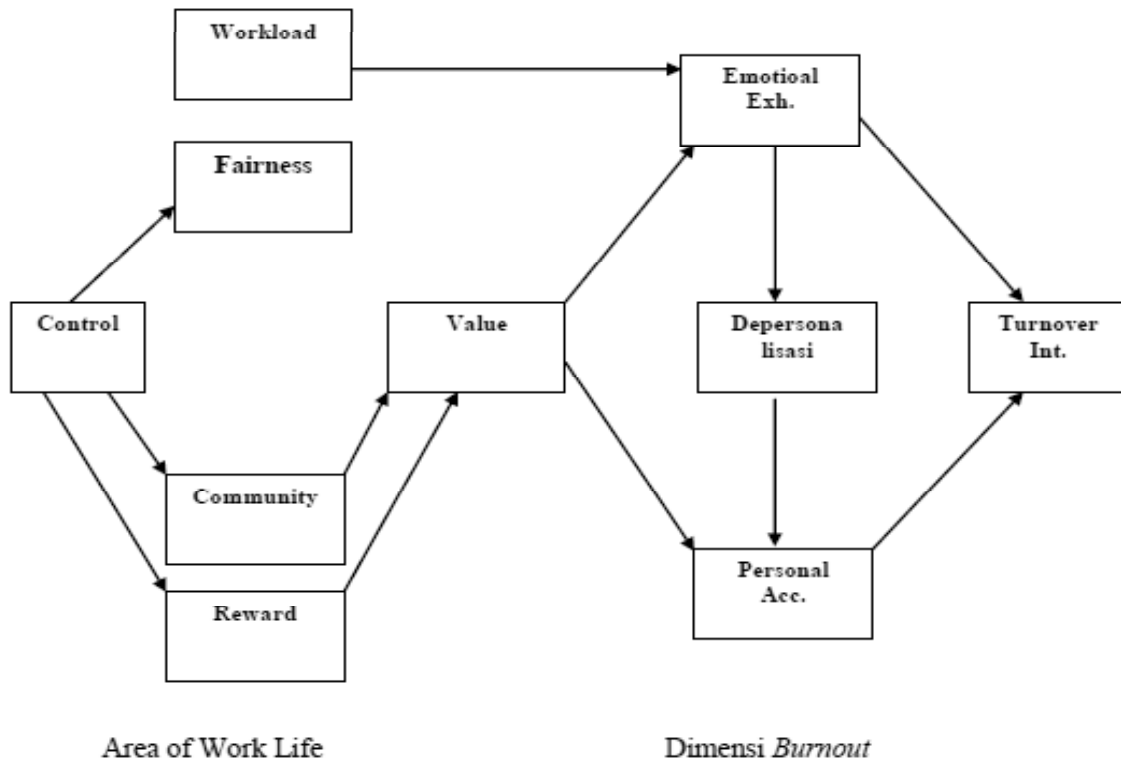 Workload
Emotioal
Exh.
Fairness
Control
Value
Depersona
lisasi
Turnover
Int.
Community
Personal
Acc.
Reward
Area of Work Life
Dimensi Burnout